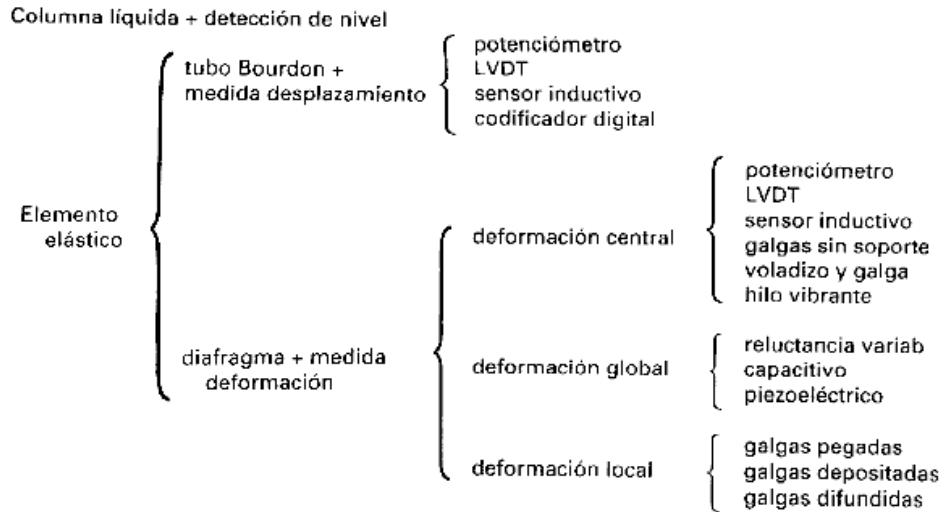 Columna líquida + detección de nivel
tubo Bourdon +
medida desplazamiento
potenciómetro
LVDT
sensor inductivo
codificador digital
Elemento
elástico
diafragma + medida
deformación
deformación central
potenciómetro
LVDT
sensor inductivo
galgas sin soporte
voladizo y galga
hilo vibrante
deformación global
reluctancia variab
capacitivo
piezoeléctrico
deformación local
galgas pegadas
galgas depositadas
galgas difundidas